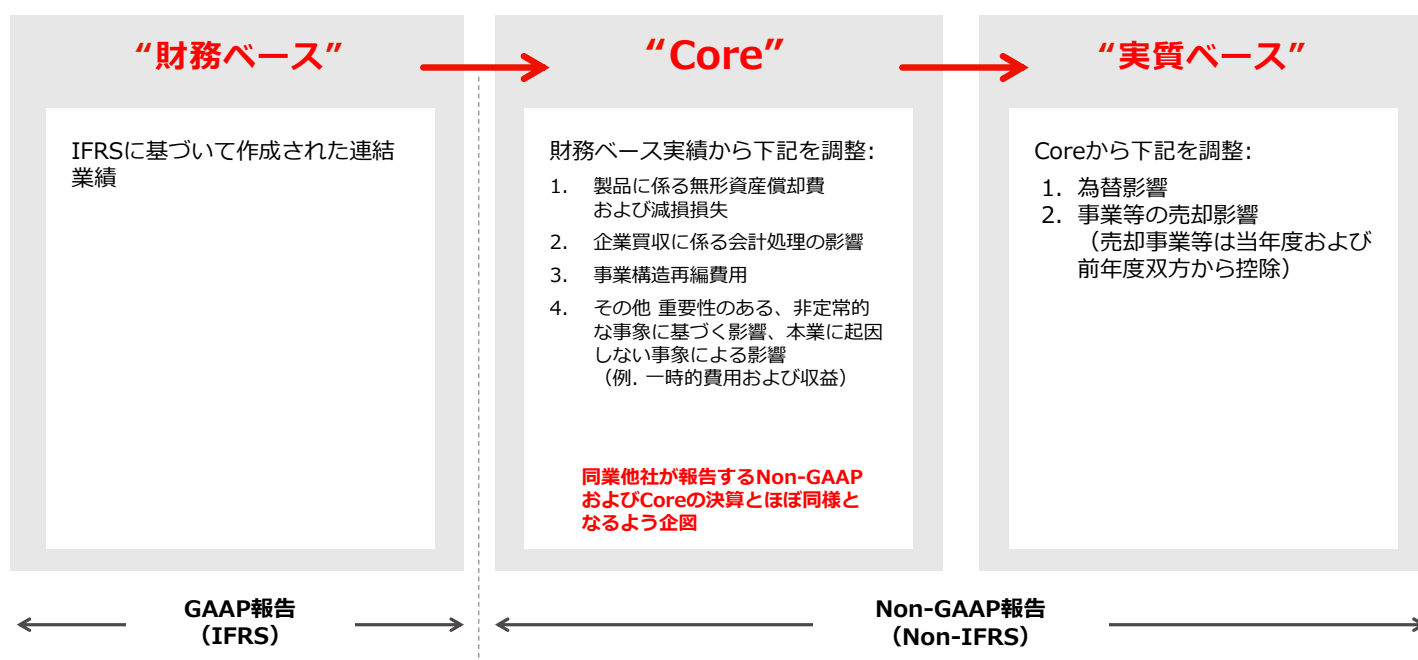 “財務ベース”
IFRSに基づいて作成された連結
業績
“Core”
財務ベース実績から下記を調整:
1. 製品に係る無形資産償却費
および減損損失
2. 企業買収に係る会計処理の影響
3. 事業構造再編費用
4. その他 重要性のある、非定常的
な事象に基づく影響、本業に起因
しない事象による影響
（例. 一時的費用および収益）
同業他社が報告するNon-GAAP
およびCoreの決算とほぼ同様と
なるよう企図
“実質ベース”
Coreから下記を調整:
1. 為替影響
2. 事業等の売却影響
（売却事業等は当年度および
前年度双方から控除）
GAAP報告
（IFRS）
Non-GAAP報告
（Non-IFRS）